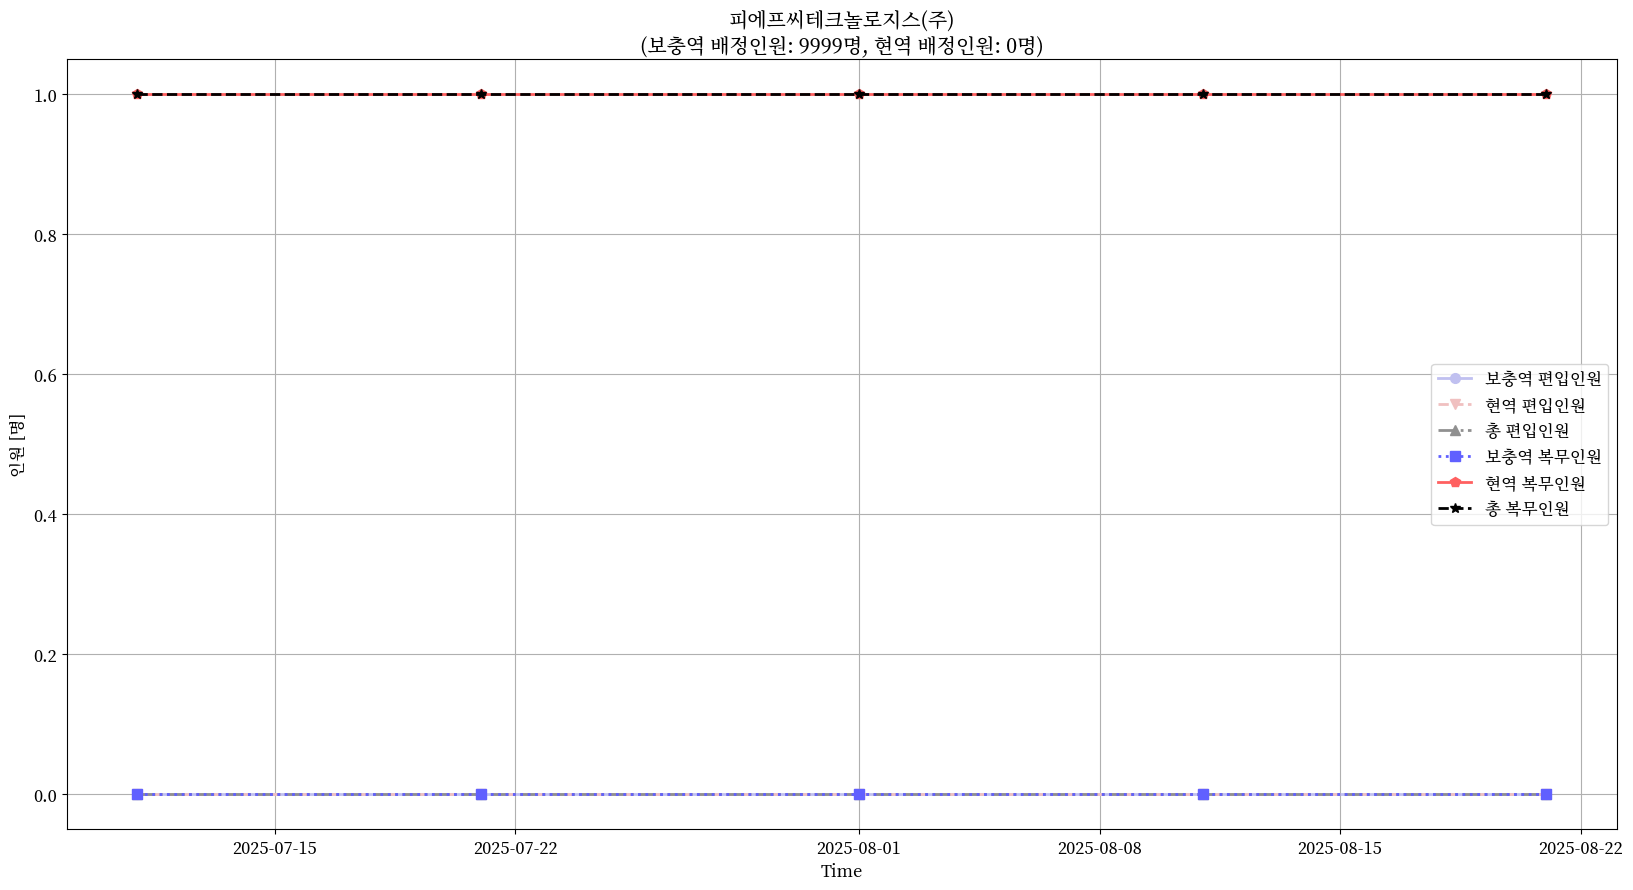 피에프씨테크놀로지스(주)
(보충역 배정인원: 9999명, 현역 배정인원: 0명)
인원 [명]
1.0
0.8
0.6
0.4
0.2
0.0
보충역 편입인원
현역 편입인원
총 편입인원
보충역 복무인원
현역 복무인원
총 복무인원
2025-07-15
2025-07-22
2025-08-01
2025-08-08
2025-08-15
2025-08-22
Time